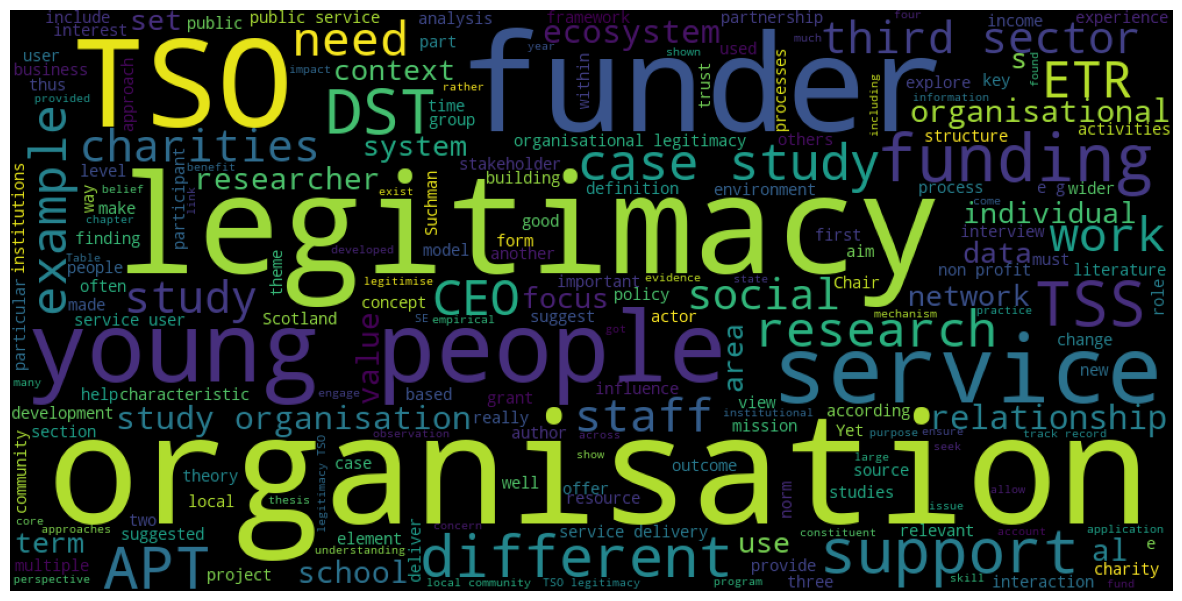 include
interest
set
public
public service
analysis
framework
partnership
income
four
experience
TSO
need
funder
ecosystem
third sector
user
business
thus
provided
approach
impact
year
rather
part
context
used
much
within
trust
shown
processes
including
explore
key
s
found
ETR
information
DST
time
group
organisational
structure
activities
charities
system
organisational legitimacy
others
example
level
belief
way
make
chapter
benefit
link
researcher
exist
participant
Suchman
stakeholder
building
case study
definition
environment
funding
process
e g
wider
come
legitimacy
finding
Table
people
often
made
particular institutions
developed
model
good
form
another
first
aim
individual
interview
data
must
non profit
literature
role
study
theme
legitimise
concept
CEO
important
focus
suggest
evidence
policy
actor
state
social
Chair
mechanism
network
practice
work
TSS
service user
Scotland
value
SE
empirical
research
change
new
young people
got
area
service
many
help
characteristic
engage
based
grant
influence
view
mission
development
section
study organisation
really
author
staff
institutional
according
Yet
purpose
ensure
relationship
track record
community
organisation
observation
across
show
outcome
large
source
studies
seek
theory
case
local
thesis
legitimacy TSO
well
offer
resource
norm
allow
issue
core
approaches
two
suggested
element
understanding
concern
deliver
service delivery
constituent
relevant
account
application
term
multiple
perspective
APT
project
school
different
local community
TSO legitimacy
program
use
provide
three
support
skill
interaction
al
e
charity
fund